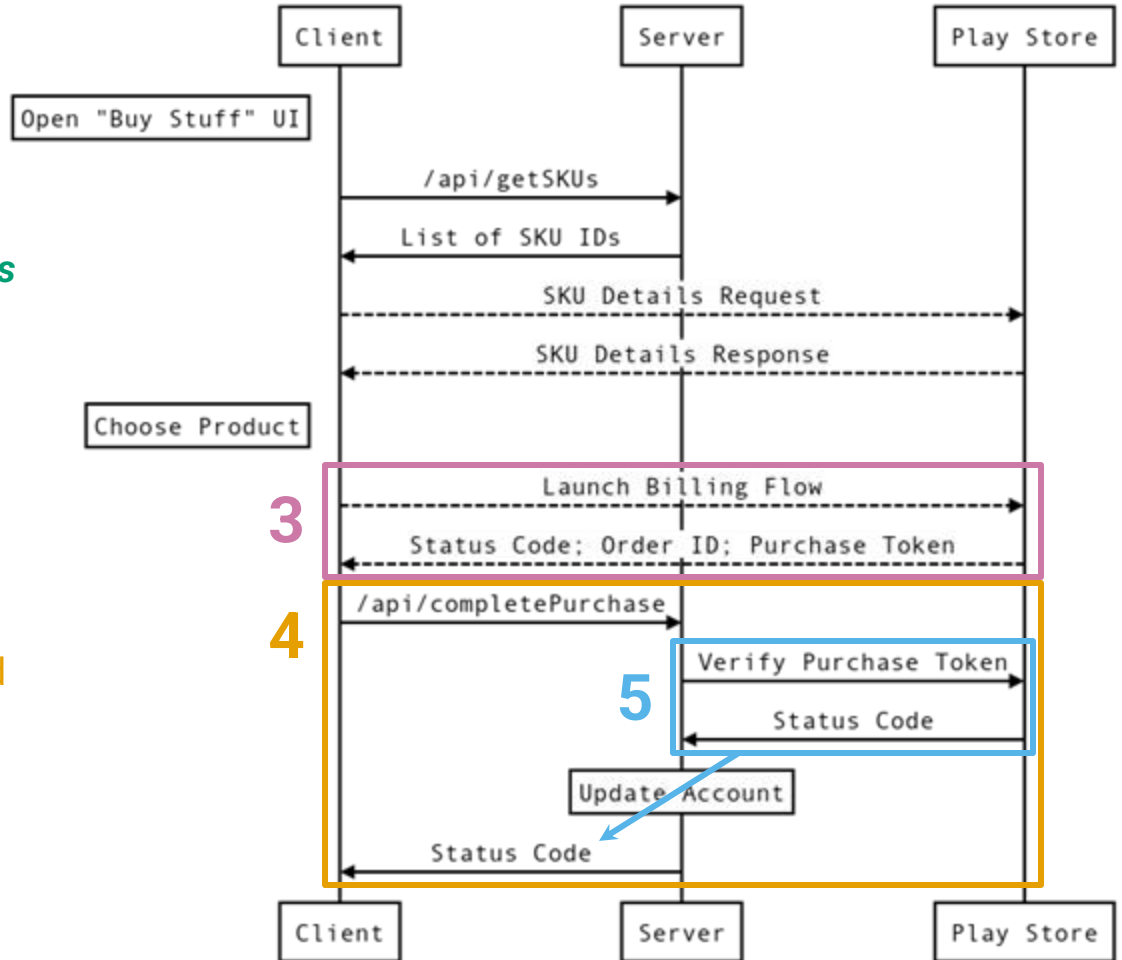 Client
Server
Play Store
Open "Buy Stuff" UI
/api/getSKUs
List of SKU IDs
s
SKU Details Request
SKU Details Response
Choose Product
3
Launch Billing Flow
Status Code; Order ID; Purchase Token
4
/api/completePurchase
5
Verify Purchase Token
Status Code
Update Account
Status Code
Client
Server
Play Store